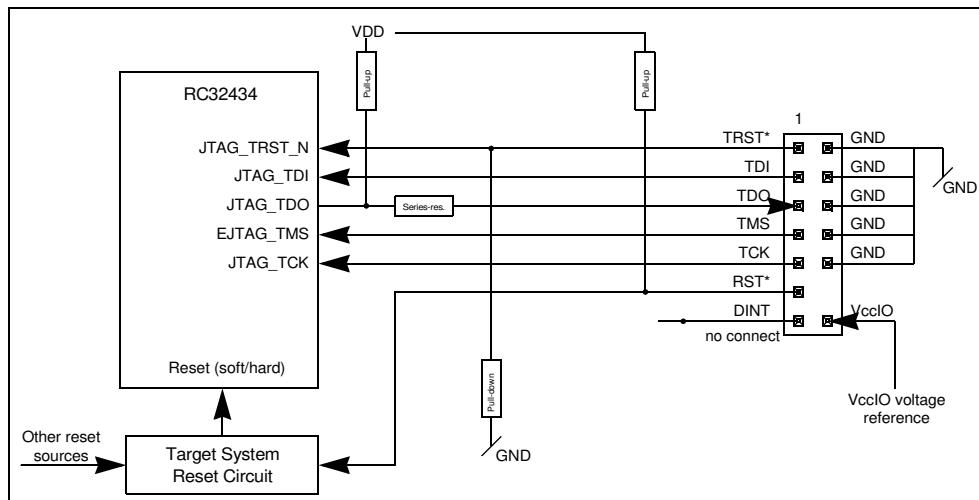 VDD
Pull-up
Pull-up
RC32434
1
JTAG_TRST_N
TRST*
GND
JTAG_TDI
TDI
GND
GND
JTAG_TDO
Series-res.
TDO
GND
EJTAG_TMS
TMS
GND
JTAG_TCK
TCK
GND
RST*
DINT
VccIO
no connect
Reset (soft/hard)
Pull-down
VccIO voltage
reference
GND
Other reset
sources
Target System
Reset Circuit